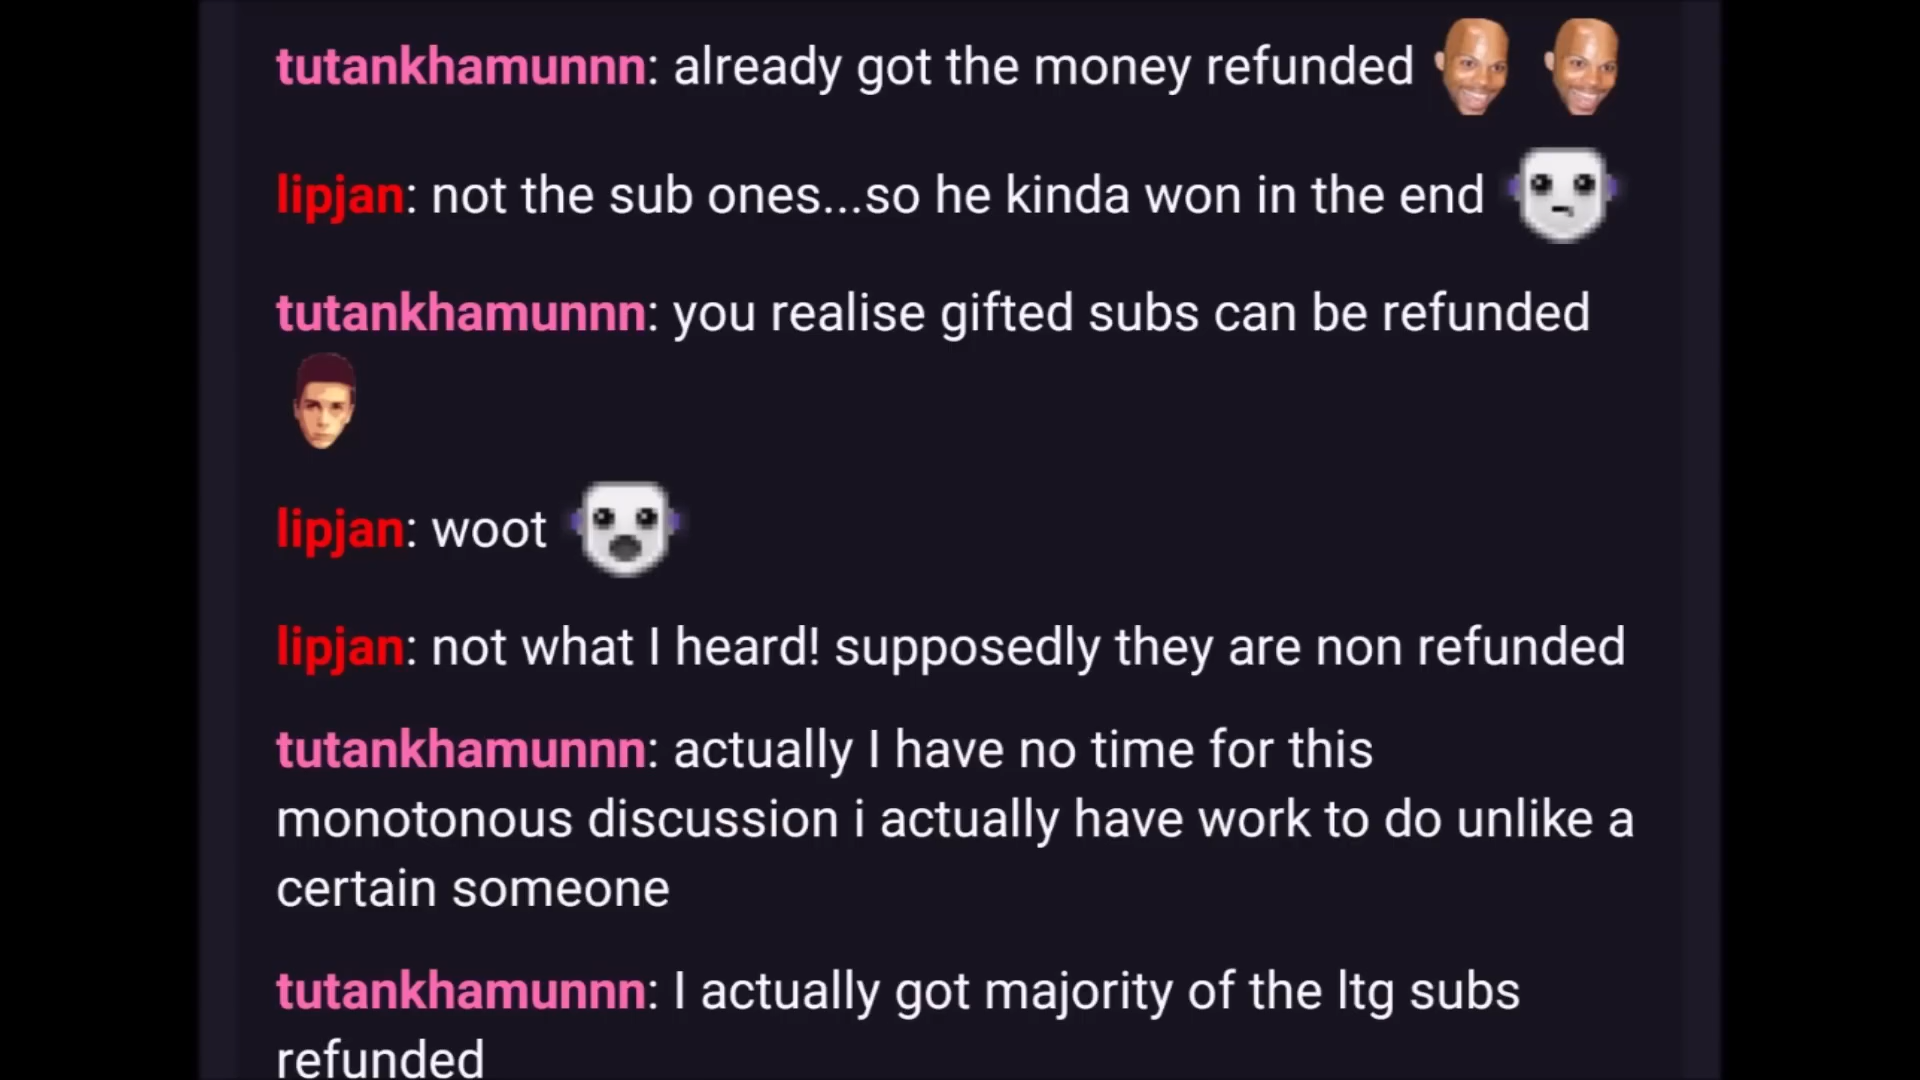 tutankhamunnn: already got the money refunded
lipjan: not the sub ones...so he kinda won in the end
tutankhamunnn: you realise gifted subs can be refunded
lipjan: woot
lipjan: not what I heard! supposedly they are non refunded
tutankhamunnn: actually I have no time for this
monotonous discussion i actually have work to do unlike a
certain someone
tutankhamunnn: I actually got majority of the ltg subs
refunded